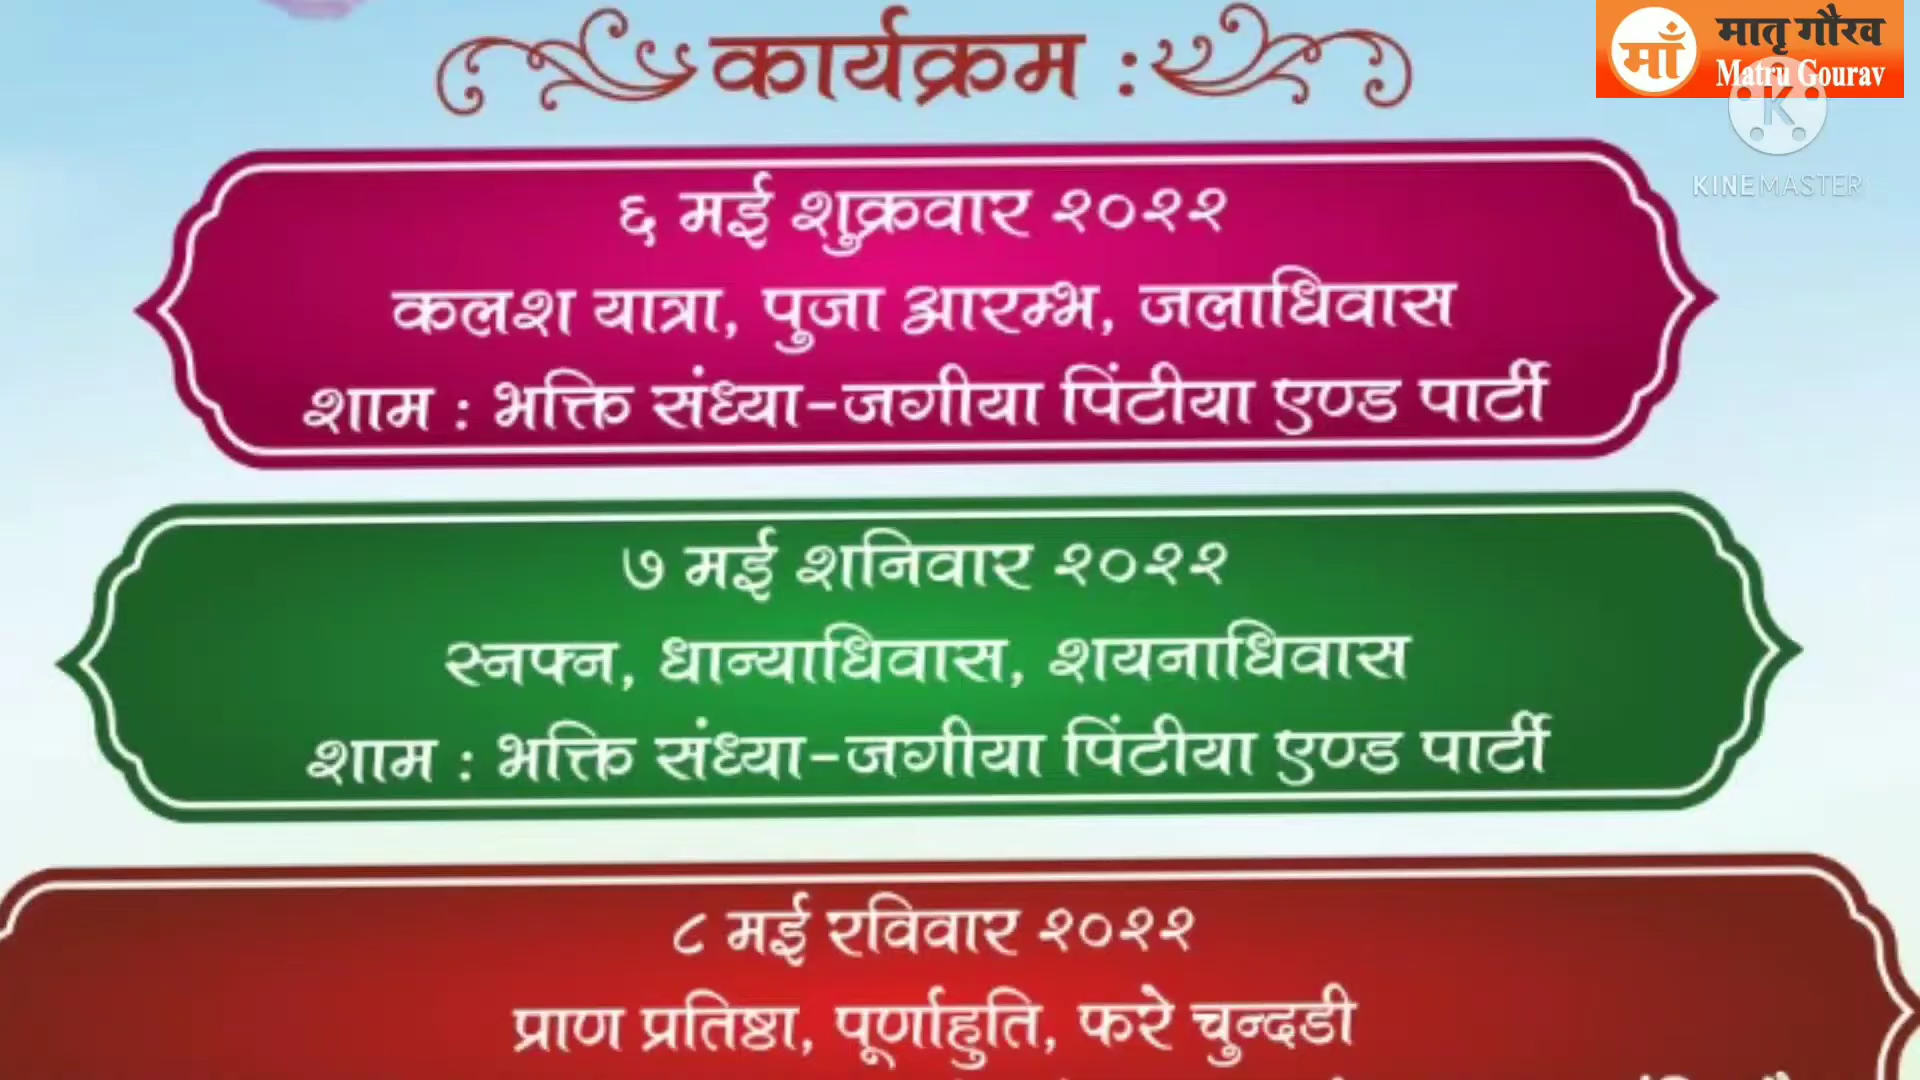 कार्यक्रम :
मातृ गौरव
माँ
Matru Gourav
K
KINEMASTER
६ मई शुक्रवार २०२२
कलश यात्रा, पुजा आरम्भ, जलाधिवास
शाम : भक्ति संध्या-जगीया पिंटीया एण्ड पार्टी
७ मई शनिवार २०२२
स्नपन, धान्याधिवास, शयनाधिवास
शाम : भक्ति संध्या-जगीया पिंटीया एण्ड पार्टी
८ मई रविवार २०२२
प्राण प्रतिष्ठा, पूर्णाहुति, फरे चुन्दडी